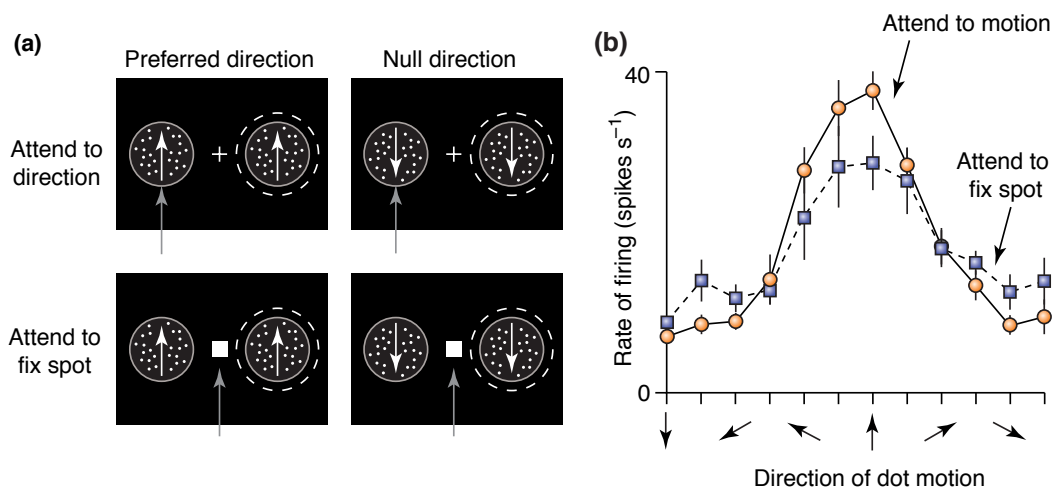 (a)
Preferred direction
Null direction
Attend to
direction
Attend to
fix spot
(b)
Attend to motion
Attend to
fix spot
40
0
Rate of firing (spikes s⁻¹)
Direction of dot motion